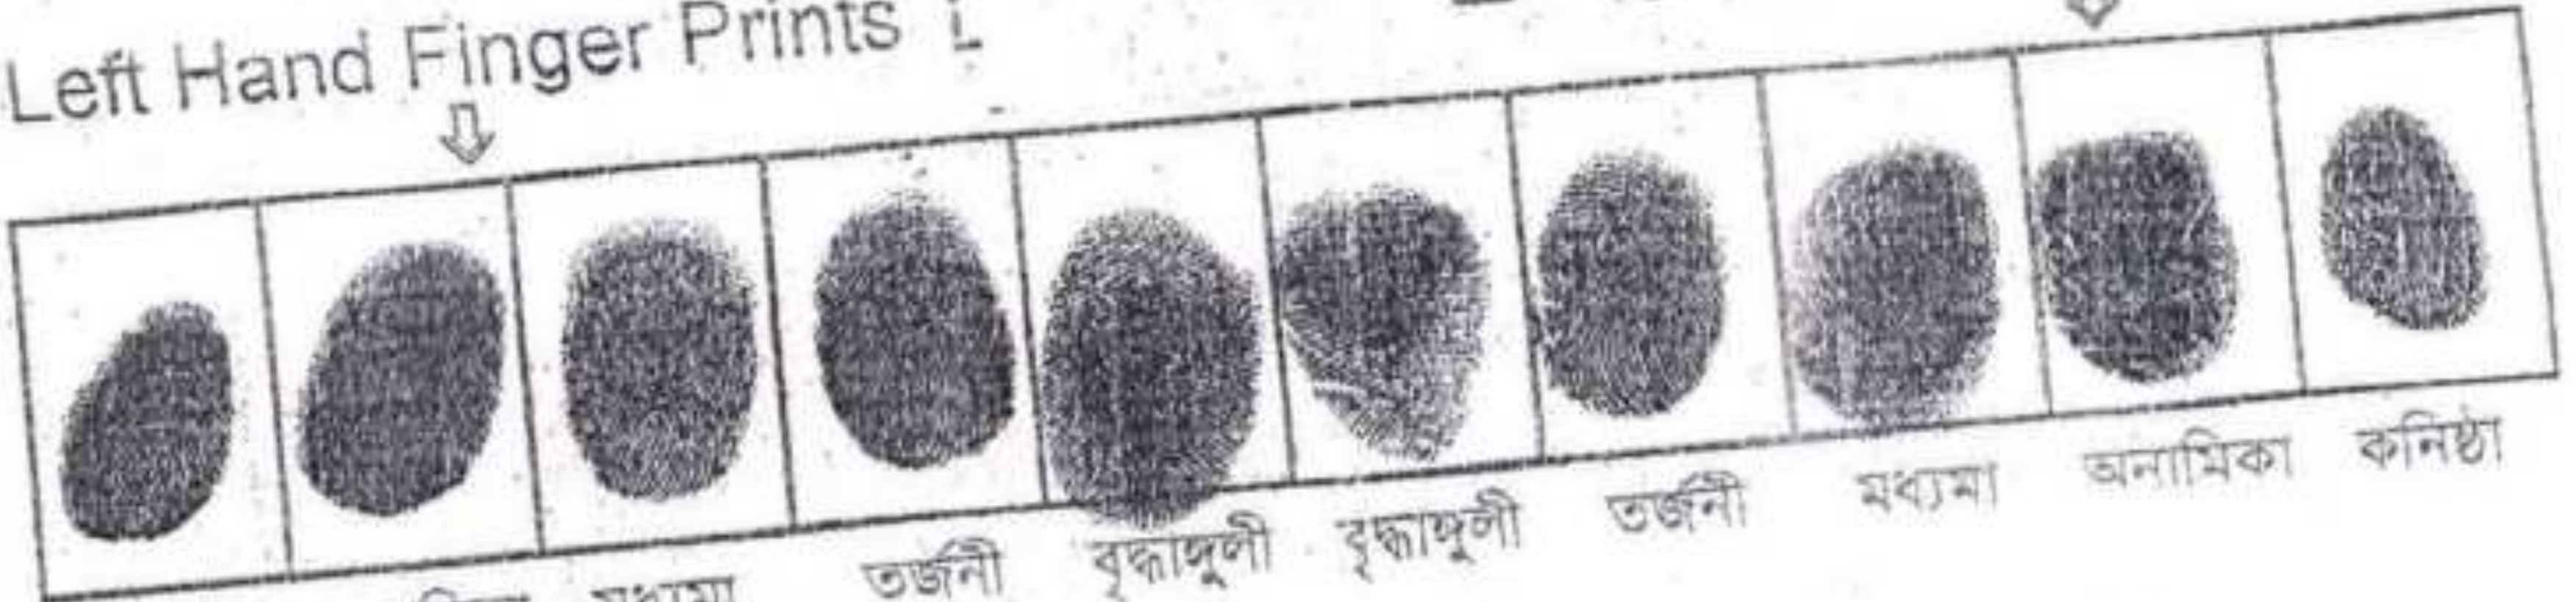 Left Hand Finger Prints
মধ্যমা তর্জনী বৃদ্ধাঙ্গুলী বৃদ্ধাঙ্গুলী তর্জনী মধ্যমা অনামিকা কনিষ্ঠা